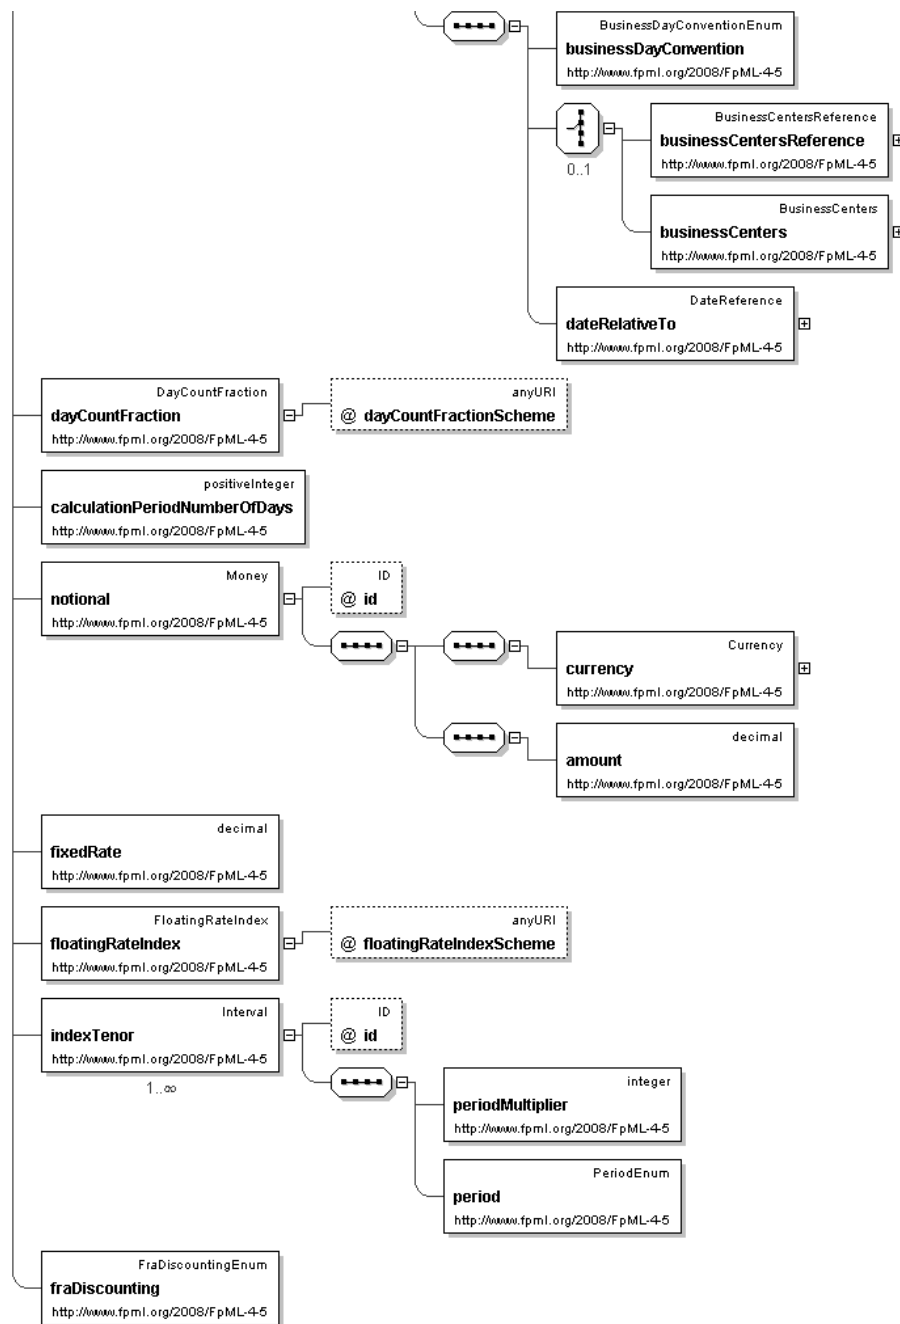 BusinessDayConventionEnum
businessDayConvention
http://www.fpml.org/2008/FpML-4-5
BusinessCentersReference
businessCentersReference
http://www.fpml.org/2008/FpML-4-5
0..1
BusinessCenters
businessCenters
http://www.fpml.org/2008/FpML-4-5
DateReference
dateRelativeTo
http://www.fpml.org/2008/FpML-4-5
DayCountFraction
dayCountFraction
http://www.fpml.org/2008/FpML-4-5
anyURI
@ dayCountFractionScheme
positiveInteger
calculationPeriodNumberOfDays
http://www.fpml.org/2008/FpML-4-5
Money
notional
http://www.fpml.org/2008/FpML-4-5
ID
@ id
Currency
currency
http://www.fpml.org/2008/FpML-4-5
decimal
amount
http://www.fpml.org/2008/FpML-4-5
decimal
fixedRate
http://www.fpml.org/2008/FpML-4-5
FloatingRateIndex
floatingRateIndex
http://www.fpml.org/2008/FpML-4-5
anyURI
@ floatingRateIndexScheme
Interval
indexTenor
http://www.fpml.org/2008/FpML-4-5
1..∞
ID
@ id
integer
periodMultiplier
http://www.fpml.org/2008/FpML-4-5
PeriodEnum
period
http://www.fpml.org/2008/FpML-4-5
FraDiscountingEnum
fraDiscounting
http://www.fpml.org/2008/FpML-4-5